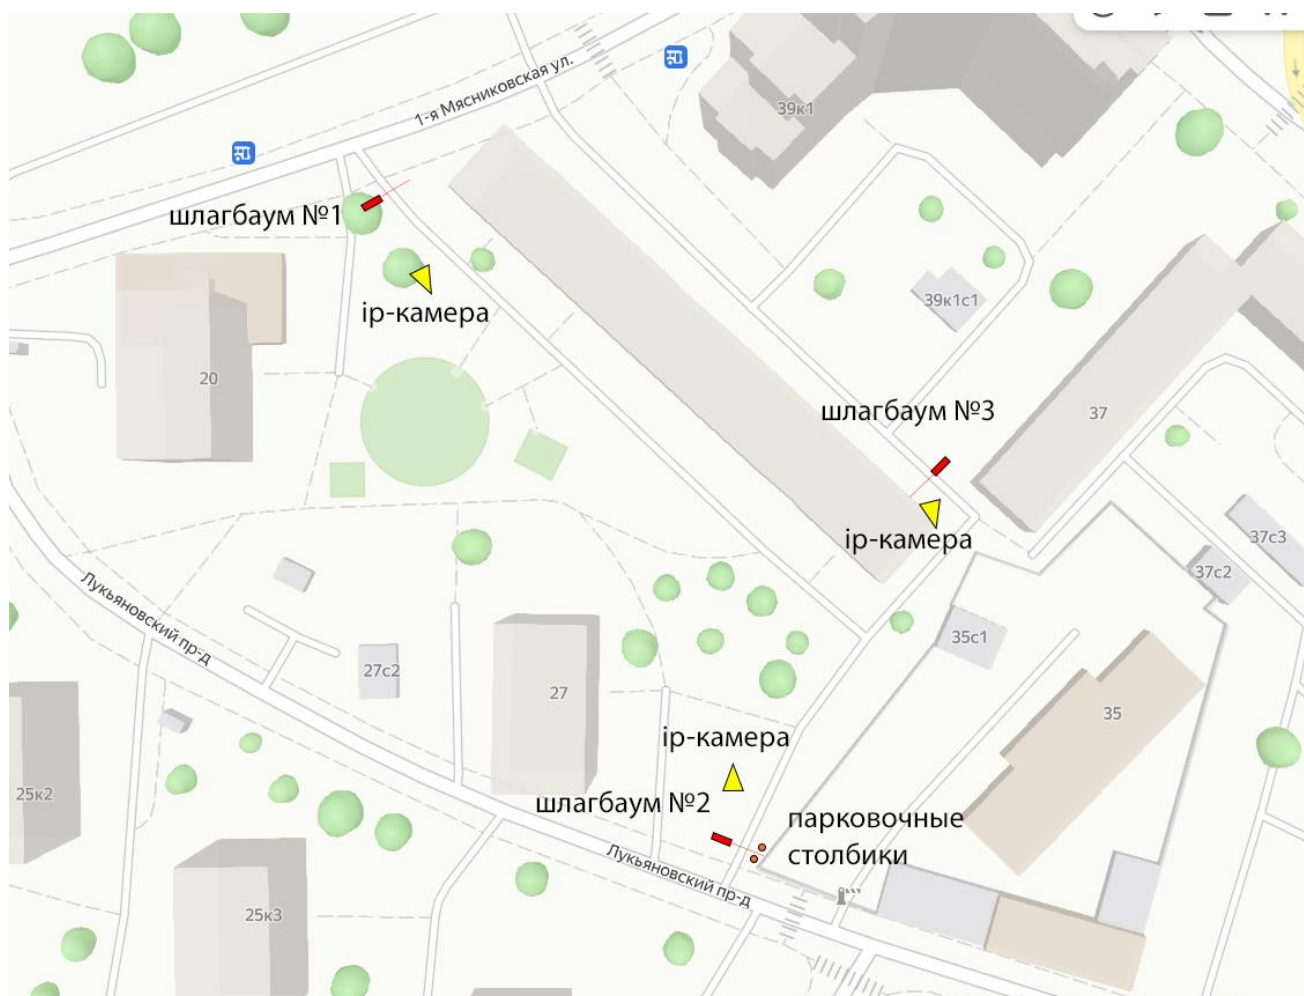 1-я Мясниковская ул.
39к1
шлагбаум №1
ip-камера
39к1с1
20
шлагбаум №3
37
ip-камера
37с3
37с2
Лукьяновский пр-д
35с1
27с2
27
35
ip-камера
25к2
шлагбаум №2
парковочные
столбики
Лукьяновский пр-д
25к3